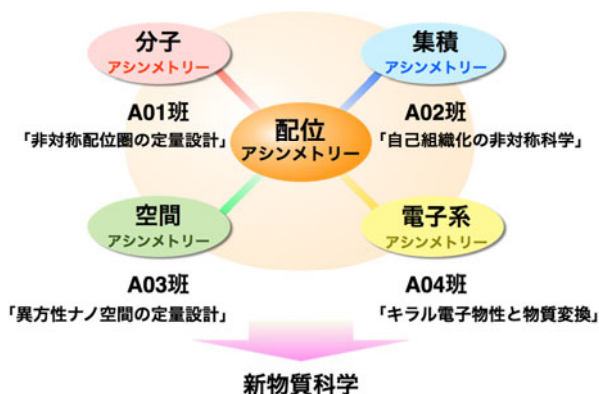 分子
アシンメトリー
集積
アシンメトリー
A01班
「非対称配位圏の定量設計」
配位
アシンメトリー
A02班
「自己組織化の非対称科学」
空間
アシンメトリー
電子系
アシンメトリー
A03班
「異方性ナノ空間の定量設計」
A04班
「キラル電子物性と物質変換」
新物質科学